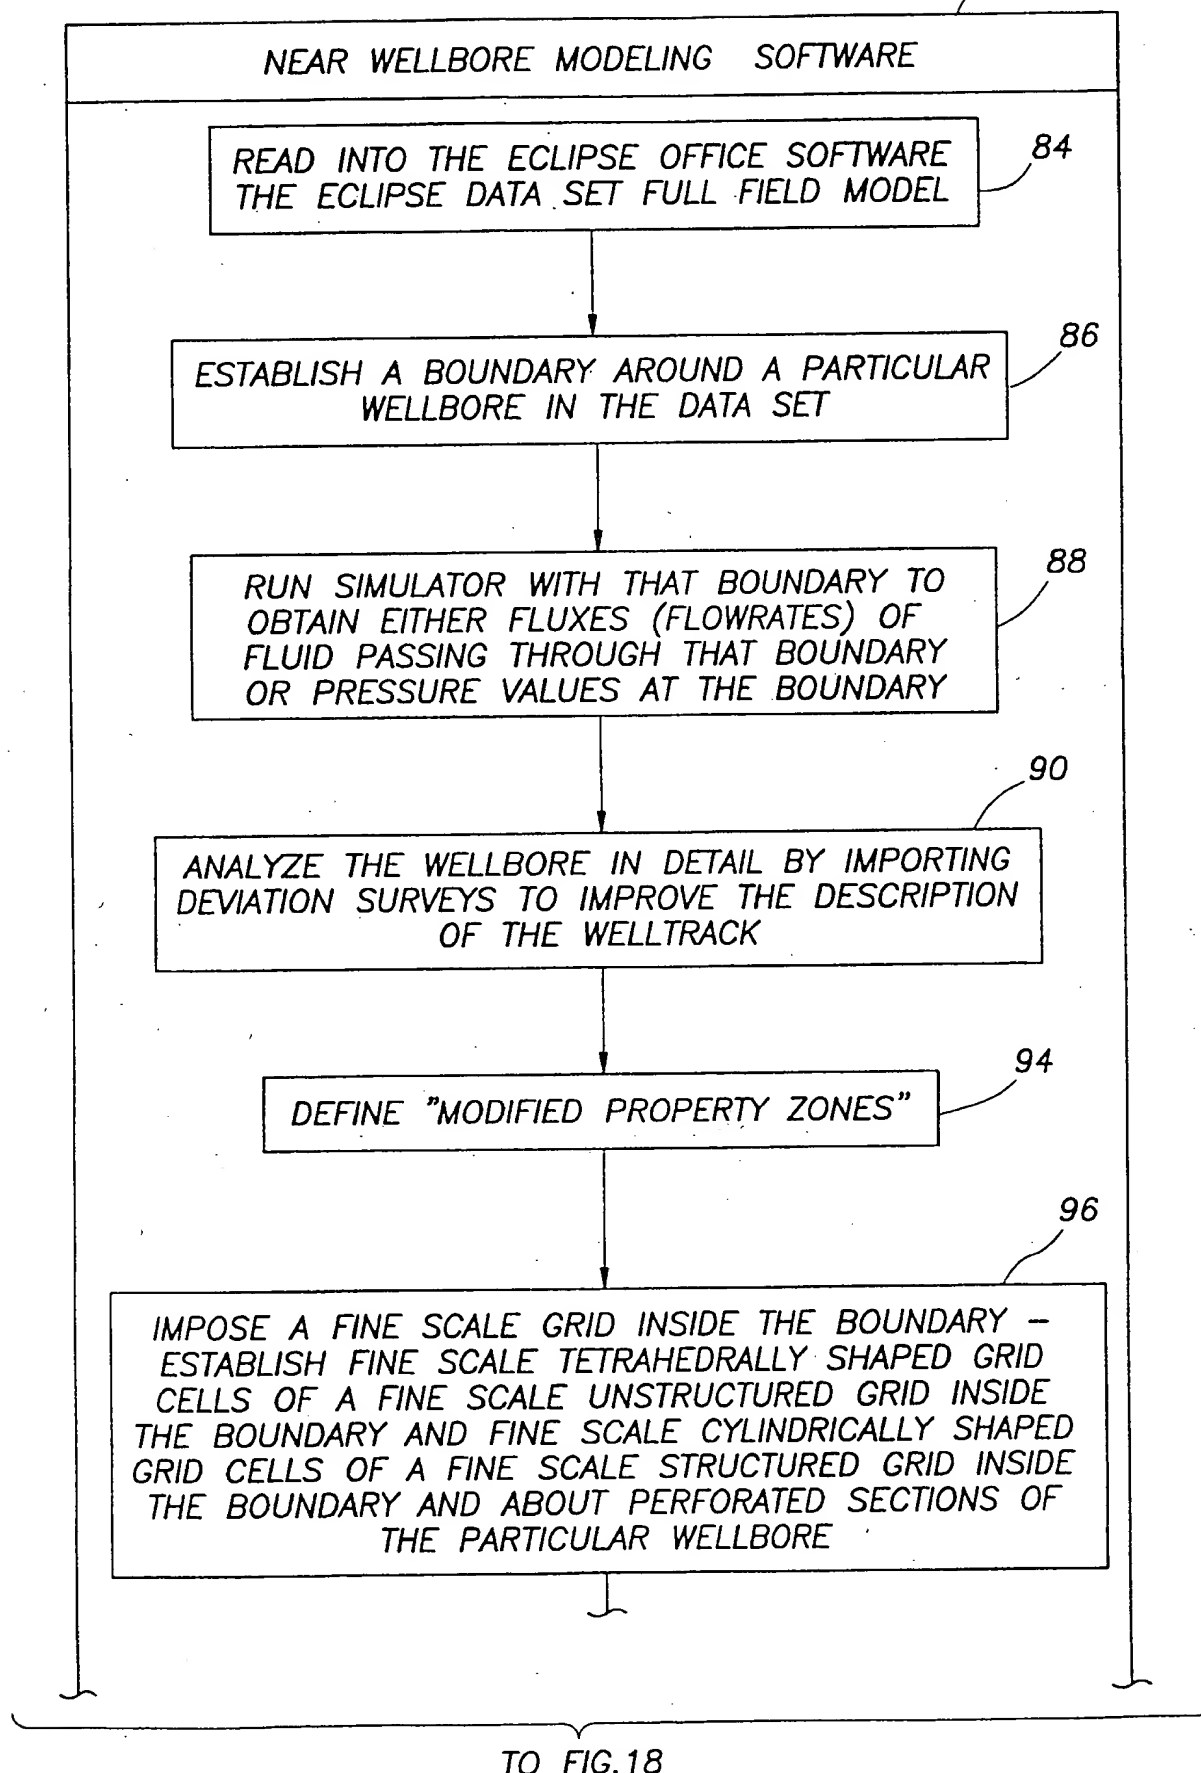 NEAR WELLBORE MODELING SOFTWARE
READ INTO THE ECLIPSE OFFICE SOFTWARE
THE ECLIPSE DATA SET FULL FIELD MODEL
84
ESTABLISH A BOUNDARY AROUND A PARTICULAR
WELLBORE IN THE DATA SET
86
RUN SIMULATOR WITH THAT BOUNDARY TO
OBTAIN EITHER FLUXES (FLOWRATES) OF
FLUID PASSING THROUGH THAT BOUNDARY
OR PRESSURE VALUES AT THE BOUNDARY
88
90
ANALYZE THE WELLBORE IN DETAIL BY IMPORTING
DEVIATION SURVEYS TO IMPROVE THE DESCRIPTION
OF THE WELLTRACK
94
DEFINE "MODIFIED PROPERTY ZONES"
96
IMPOSE A FINE SCALE GRID INSIDE THE BOUNDARY –
ESTABLISH FINE SCALE TETRAHEDRALLY SHAPED GRID
CELLS OF A FINE SCALE UNSTRUCTURED GRID INSIDE
THE BOUNDARY AND FINE SCALE CYLINDRICALLY SHAPED
GRID CELLS OF A FINE SCALE STRUCTURED GRID INSIDE
THE BOUNDARY AND ABOUT PERFORATED SECTIONS OF
THE PARTICULAR WELLBORE
TO FIG.18